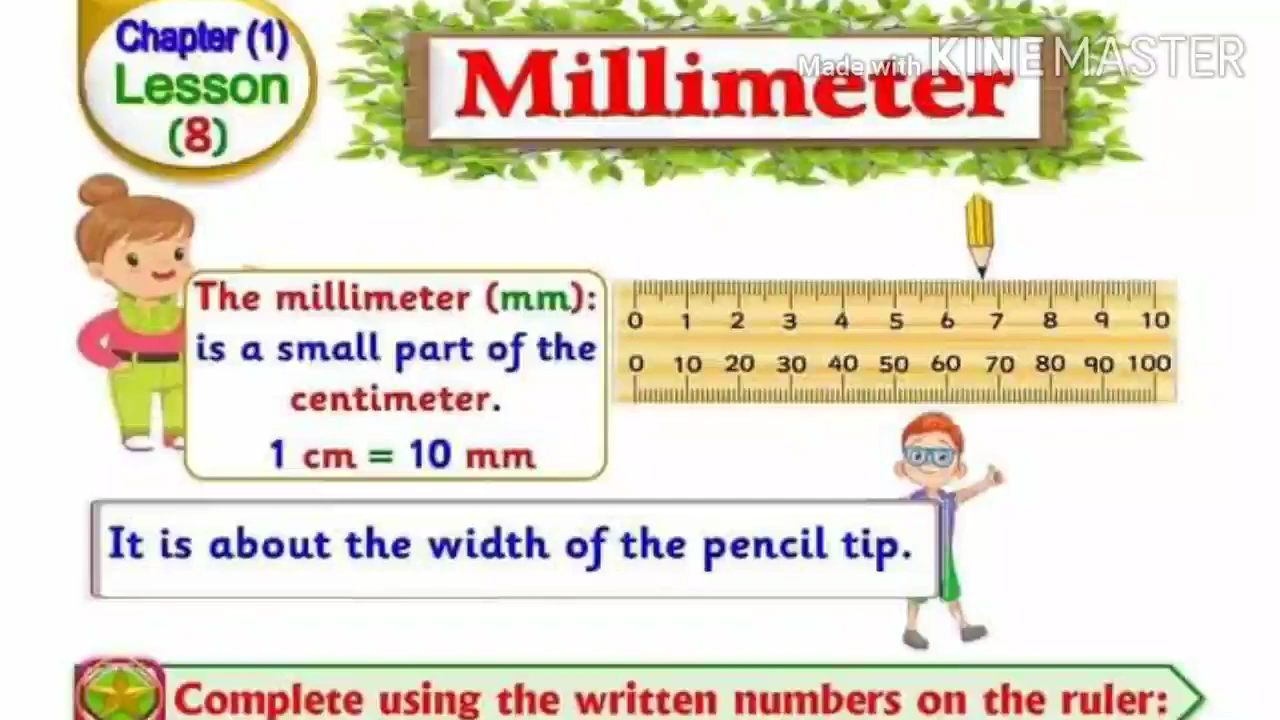 Chapter (1)
Lesson
(8)
Millimeter
Made with KINEMASTER
The millimeter (mm):
is a small part of the
centimeter.
1 cm = 10 mm
0 1 2 3 4 5 6 7 8 9 10
0 10 20 30 40 50 60 70 80 90 100
It is about the width of the pencil tip.
Complete using the written numbers on the ruler: